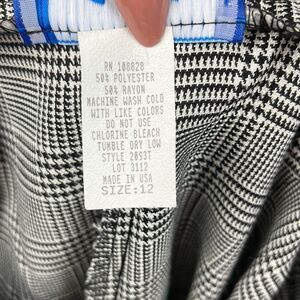 RN 108828
50% POLYESTER
50% RAYON
MACHINE WASH COLD
WITH LIKE COLORS
DO NOT USE
CHLORINE BLEACH
TUMBLE DRY LOW
STYLE 2093T
LOT 3112
MADE IN USA
SIZE:12